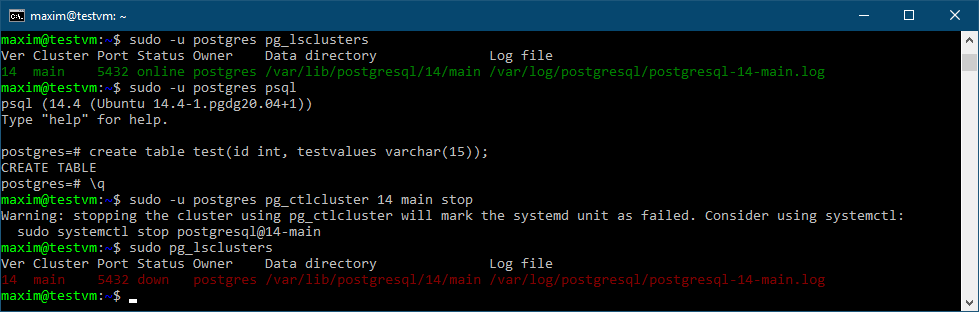 maxim@testvm: ~
maxim@testvm:~$ sudo -u postgres pg_lsclusters
Ver Cluster Port Status Owner    Data directory              Log file
14  main    5432 online postgres /var/lib/postgresql/14/main /var/log/postgresql/postgresql-14-main.log
maxim@testvm:~$ sudo -u postgres psql
psql (14.4 (Ubuntu 14.4-1.pgdg20.04+1))
Type "help" for help.

postgres=# create table test(id int, testvalues varchar(15));
CREATE TABLE
postgres=# \q
maxim@testvm:~$ sudo -u postgres pg_ctlcluster 14 main stop
Warning: stopping the cluster using pg_ctlcluster will mark the systemd unit as failed. Consider using systemctl:
  sudo systemctl stop postgresql@14-main
maxim@testvm:~$ sudo pg_lsclusters
Ver Cluster Port Status Owner    Data directory              Log file
14  main    5432 down   postgres /var/lib/postgresql/14/main /var/log/postgresql/postgresql-14-main.log
maxim@testvm:~$